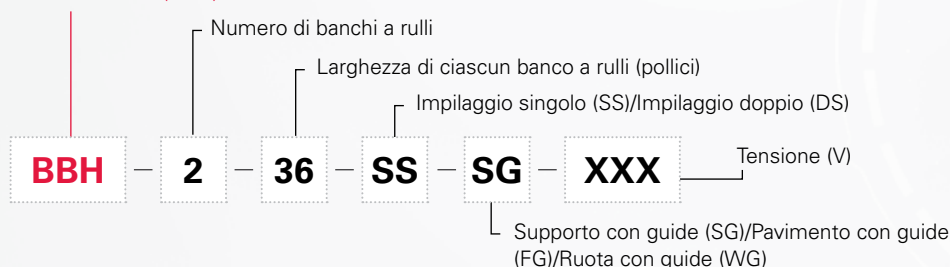 Numero di banchi a rulli
Larghezza di ciascun banco a rulli (pollici)
Impilaggio singolo (SS)/Impilaggio doppio (DS)
BBH – 2 – 36 – SS – SG – XXX
Tensione (V)
Supporto con guide (SG)/Pavimento con guide
(FG)/Ruota con guide (WG)